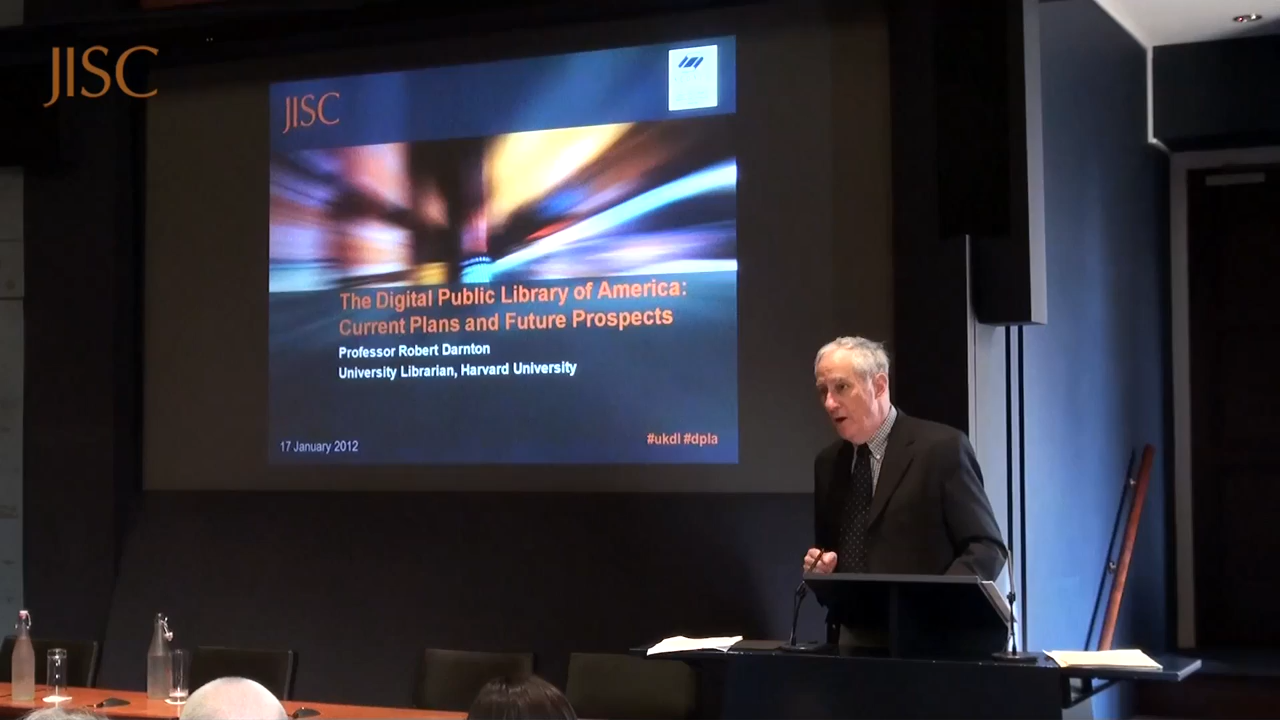 JISC
JISC
The Digital Public Library of America:
Current Plans and Future Prospects
Professor Robert Darnton
University Librarian, Harvard University
17 January 2012
#ukdl #dpla